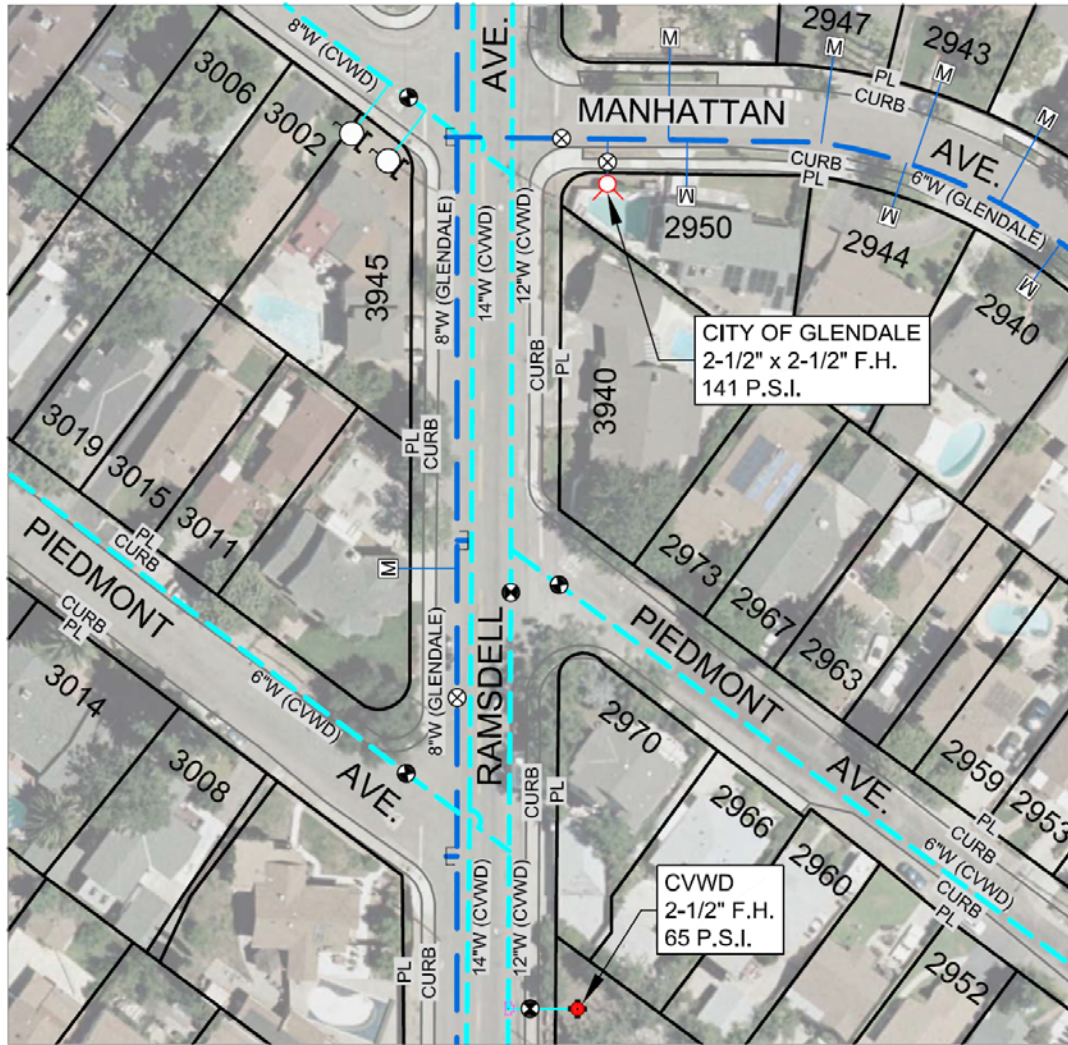 8"W (CVWD)
AVE.
2947
2943
M
M
M
M
3006
3002
PL
CURB
MANHATTAN
AVE.
CURB
PL
6"W (GLENDALE)
M
M
M
2950
2944
2940
8"W (GLENDALE)
14"W (CVWD)
12"W (CVWD)
3945
CITY OF GLENDALE
2-1/2" x 2-1/2" F.H.
141 P.S.I.
CURB
PL
3940
3019
3015
3011
PL
CURB
PL
CURB
PIEDMONT
CURB
PL
M
2973
2967
2963
2959
2953
PIEDMONT
AVE.
RAMSDELL
8"W (GLENDALE)
6"W (CVWD)
3014
3008
AVE.
2970
2966
2960
2952
CURB
PL
CURB
PL
6"W (CVWD)
CURB
PL
CVWD
2-1/2" F.H.
65 P.S.I.
14"W (CVWD)
12"W (CVWD)
PL
CURB